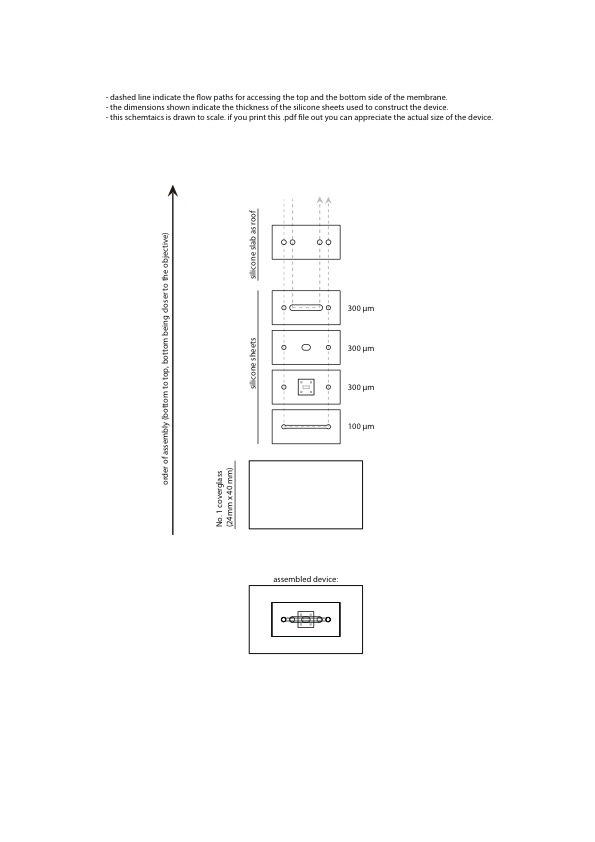 - dashed line indicate the flow paths for accessing the top and the bottom side of the membrane.
- the dimensions shown indicate the thickness of the silicone sheets used to construct the device.
- this schemtaics is drawn to scale. if you print this .pdf file out you can appreciate the actual size of the device.
order of assembly (bottom to top, bottom being closer to the objective)
silicone slab as roof
silicone sheets
300 µm
300 µm
300 µm
100 µm
No. 1 coverglass
(24mm x 40 mm)
assembled device: